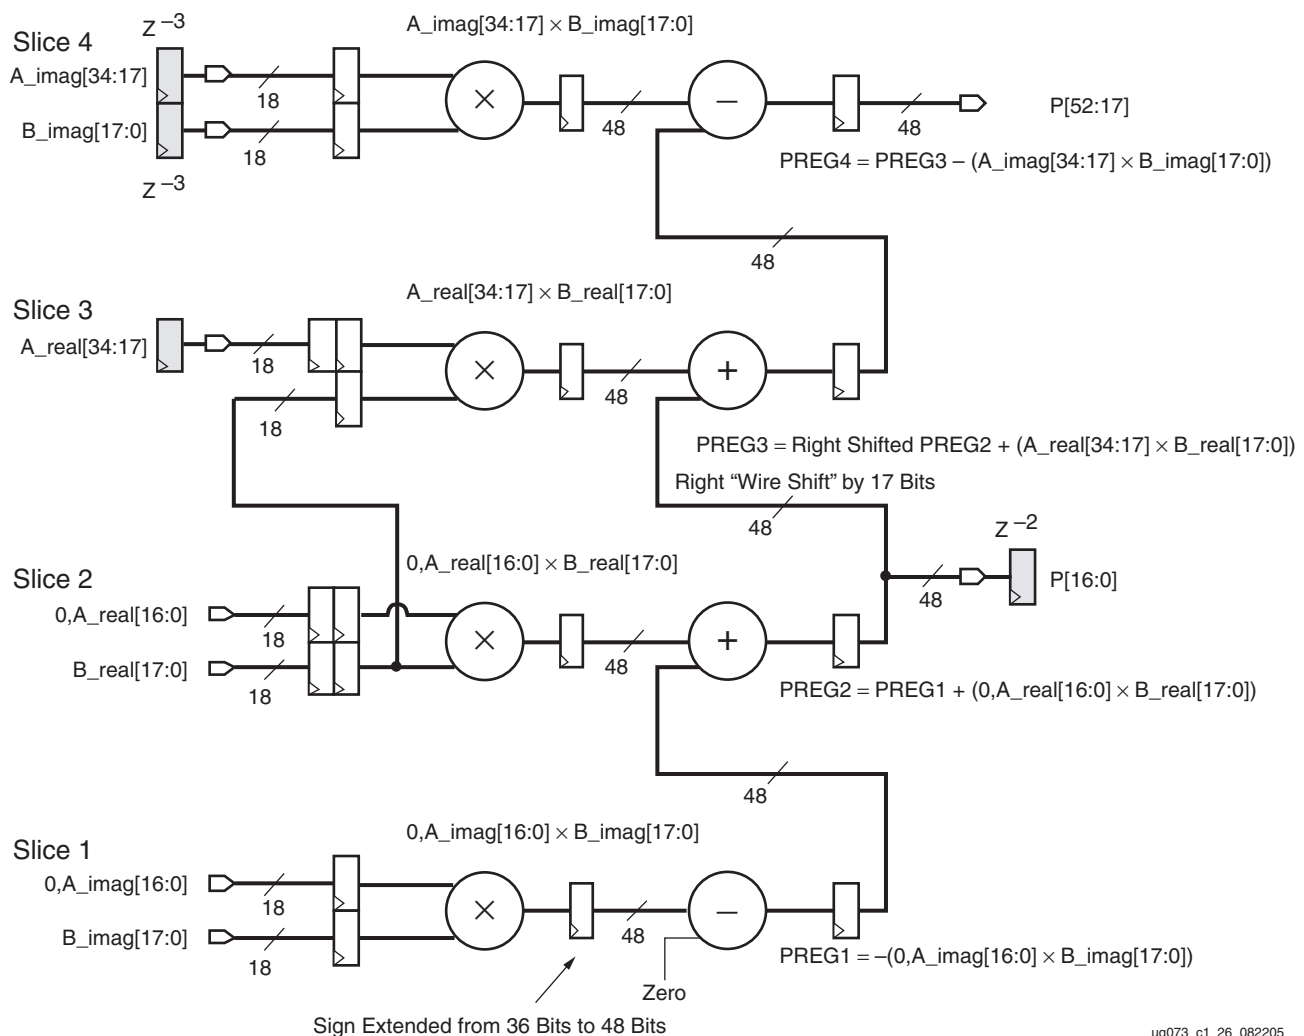 Z⁻³
A_imag[34:17] × B_imag[17:0]
Slice 4
A_imag[34:17]
18
×
–
48
48
P[52:17]
B_imag[17:0]
18
PREG4 = PREG3 – (A_imag[34:17] × B_imag[17:0])
Z⁻³
48
A_real[34:17] × B_real[17:0]
Slice 3
A_real[34:17]
18
×
+
48
18
PREG3 = Right Shifted PREG2 + (A_real[34:17] × B_real[17:0])
Right “Wire Shift” by 17 Bits
48
Z⁻²
0,A_real[16:0] × B_real[17:0]
Slice 2
P[16:0]
48
0,A_real[16:0]
18
×
+
48
B_real[17:0]
18
PREG2 = PREG1 + (0,A_real[16:0] × B_real[17:0])
48
0,A_imag[16:0] × B_imag[17:0]
Slice 1
0,A_imag[16:0]
18
×
–
48
B_imag[17:0]
18
PREG1 = –(0,A_imag[16:0] × B_imag[17:0])
Zero
Sign Extended from 36 Bits to 48 Bits
ug073_c1_26_082205